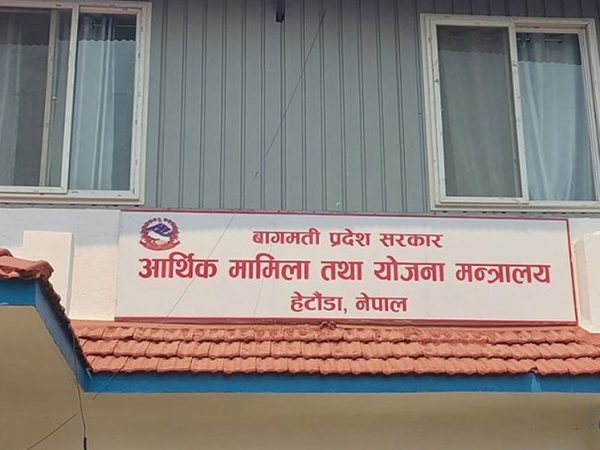 बागमती प्रदेश सरकार
आर्थिक मामिला तथा योजना मन्त्रालय
हेटौंडा, नेपाल